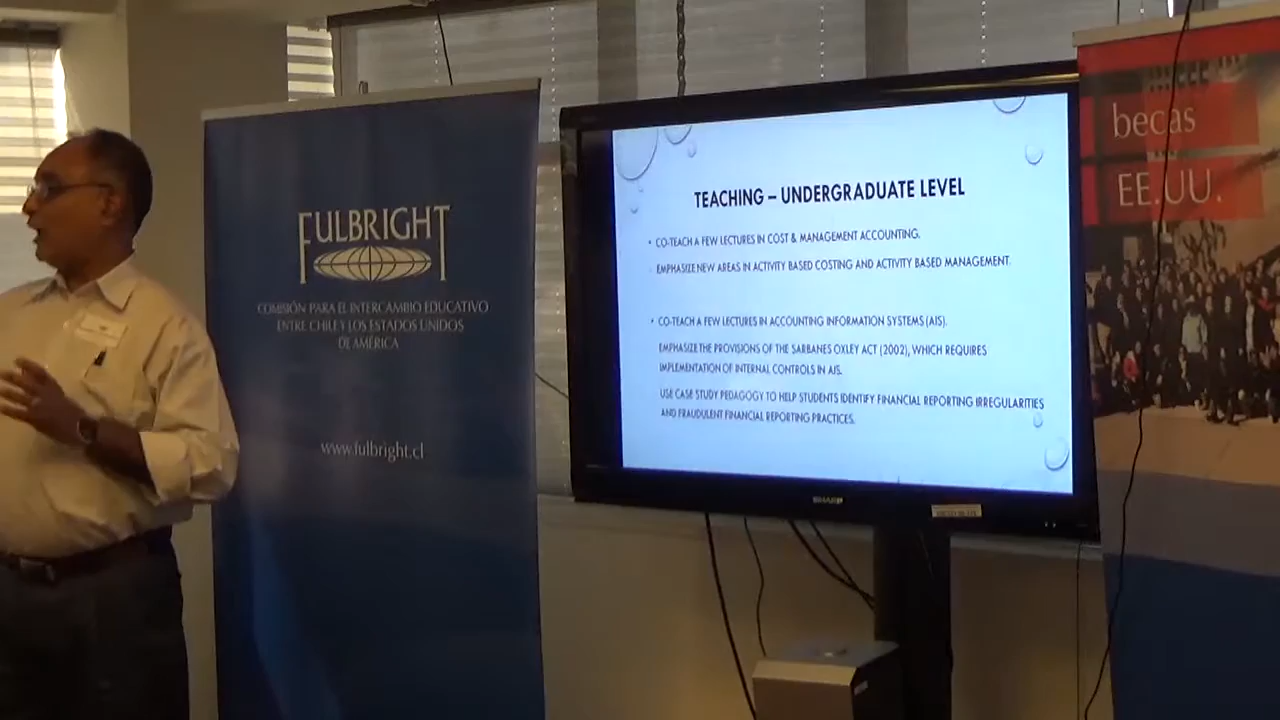 FULBRIGHT
COMISIÓN PARA EL INTERCAMBIO EDUCATIVO
ENTRE CHILE Y LOS ESTADOS UNIDOS
DE AMÉRICA
www.fulbright.cl
TEACHING – UNDERGRADUATE LEVEL
• CO-TEACH A FEW LECTURES IN COST & MANAGEMENT ACCOUNTING.
EMPHASIZE NEW AREAS IN ACTIVITY BASED COSTING AND ACTIVITY BASED MANAGEMENT.
• CO-TEACH A FEW LECTURES IN ACCOUNTING INFORMATION SYSTEMS (AIS).
EMPHASIZE THE PROVISIONS OF THE SARBANES OXLEY ACT (2002), WHICH REQUIRES
IMPLEMENTATION OF INTERNAL CONTROLS IN AIS.
USE CASE STUDY PEDAGOGY TO HELP STUDENTS IDENTIFY FINANCIAL REPORTING IRREGULARITIES
AND FRAUDULENT FINANCIAL REPORTING PRACTICES.
SHARP
becas
EE.UU.